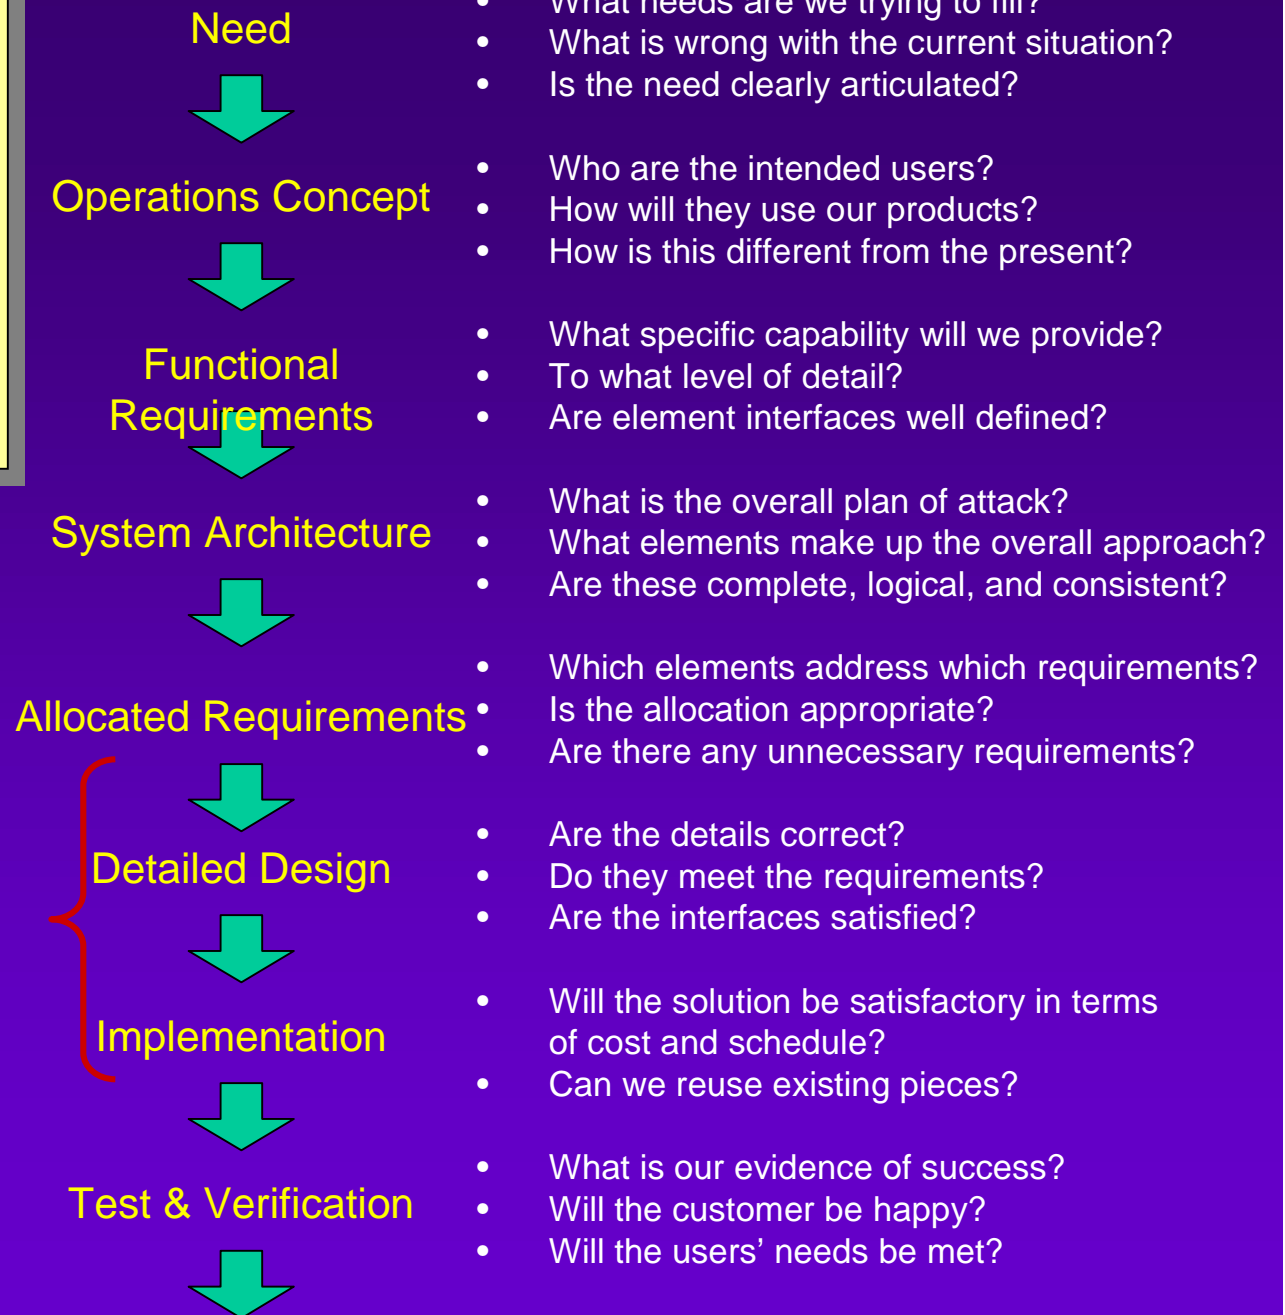 Need
• What needs are we trying to fill?
• What is wrong with the current situation?
• Is the need clearly articulated?
Operations Concept
• Who are the intended users?
• How will they use our products?
• How is this different from the present?
Functional
Requirements
• What specific capability will we provide?
• To what level of detail?
• Are element interfaces well defined?
System Architecture
• What is the overall plan of attack?
• What elements make up the overall approach?
• Are these complete, logical, and consistent?
Allocated Requirements
• Which elements address which requirements?
• Is the allocation appropriate?
• Are there any unnecessary requirements?
Detailed Design
• Are the details correct?
• Do they meet the requirements?
• Are the interfaces satisfied?
Implementation
• Will the solution be satisfactory in terms
of cost and schedule?
• Can we reuse existing pieces?
Test & Verification
• What is our evidence of success?
• Will the customer be happy?
• Will the users’ needs be met?